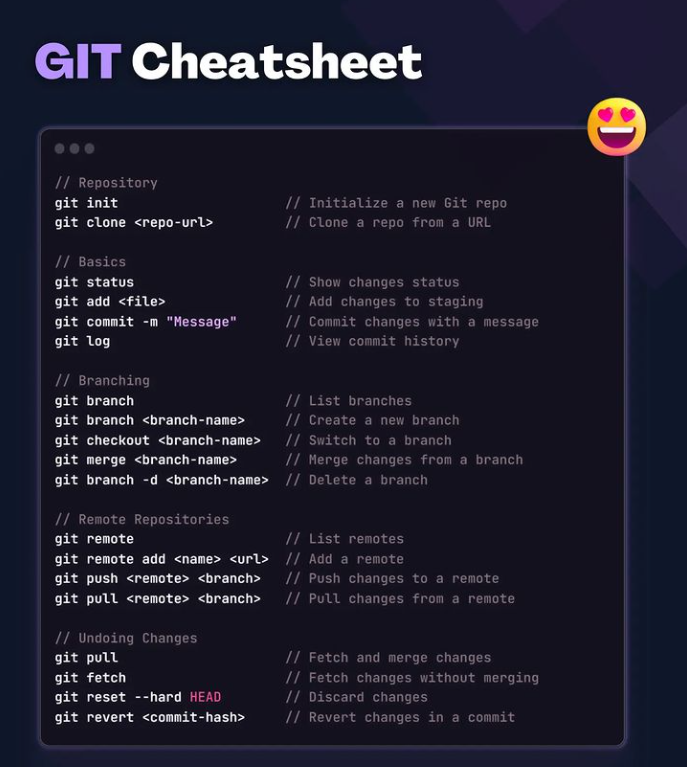 GIT Cheatsheet
// Repository
git init // Initialize a new Git repo
git clone <repo-url> // Clone a repo from a URL
// Basics
git status // Show changes status
git add <file> // Add changes to staging
git commit -m "Message" // Commit changes with a message
git log // View commit history
// Branching
git branch // List branches
git branch <branch-name> // Create a new branch
git checkout <branch-name> // Switch to a branch
git merge <branch-name> // Merge changes from a branch
git branch -d <branch-name> // Delete a branch
// Remote Repositories
git remote // List remotes
git remote add <name> <url> // Add a remote
git push <remote> <branch> // Push changes to a remote
git pull <remote> <branch> // Pull changes from a remote
// Undoing Changes
git pull // Fetch and merge changes
git fetch // Fetch changes without merging
git reset --hard HEAD // Discard changes
git revert <commit-hash> // Revert changes in a commit